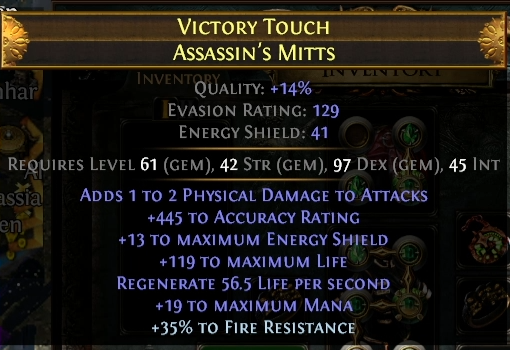 Victory Touch
Assassin's Mitts
Inventory
Inventory
Quality: +14%
Evasion Rating: 129
Energy Shield: 41
Requires Level 61 (gem), 42 Str (gem), 97 Dex (gem), 45 Int
Adds 1 to 2 Physical Damage to Attacks
+445 to Accuracy Rating
+13 to maximum Energy Shield
+119 to maximum Life
Regenerate 56.5 Life per second
+19 to maximum Mana
+35% to Fire Resistance